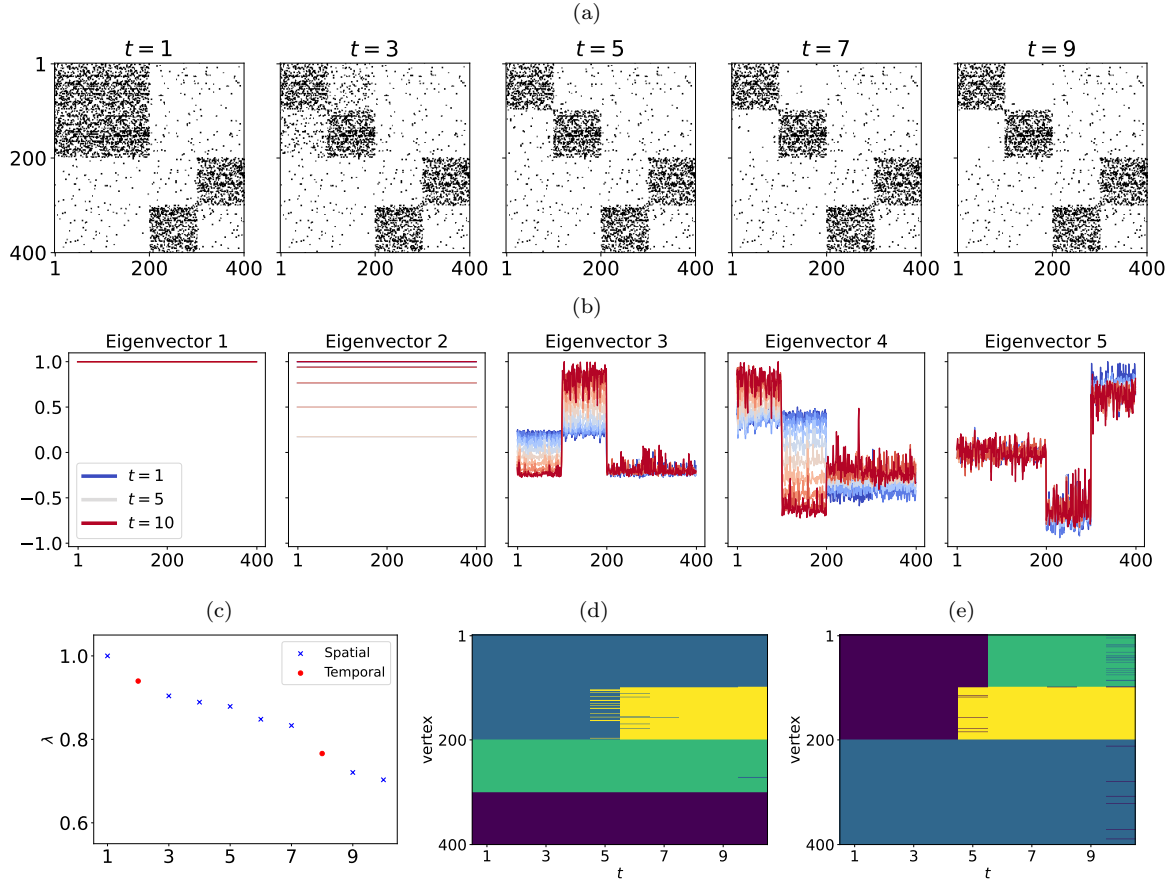 (a)
t = 1
t = 3
t = 5
t = 7
t = 9
1
200
400
1 200 400
1 200 400
1 200 400
1 200 400
1 200 400
(b)
Eigenvector 1
Eigenvector 2
Eigenvector 3
Eigenvector 4
Eigenvector 5
1.0
0.5
0.0
−0.5
−1.0
t = 1
t = 5
t = 10
1 200 400
1 200 400
1 200 400
1 200 400
1 200 400
(c)
1.0
0.8
0.6
λ
Spatial
Temporal
1 3 5 7 9
(d)
1
200
400
vertex
1 3 5 7 9
t
(e)
1
200
400
vertex
1 3 5 7 9
t